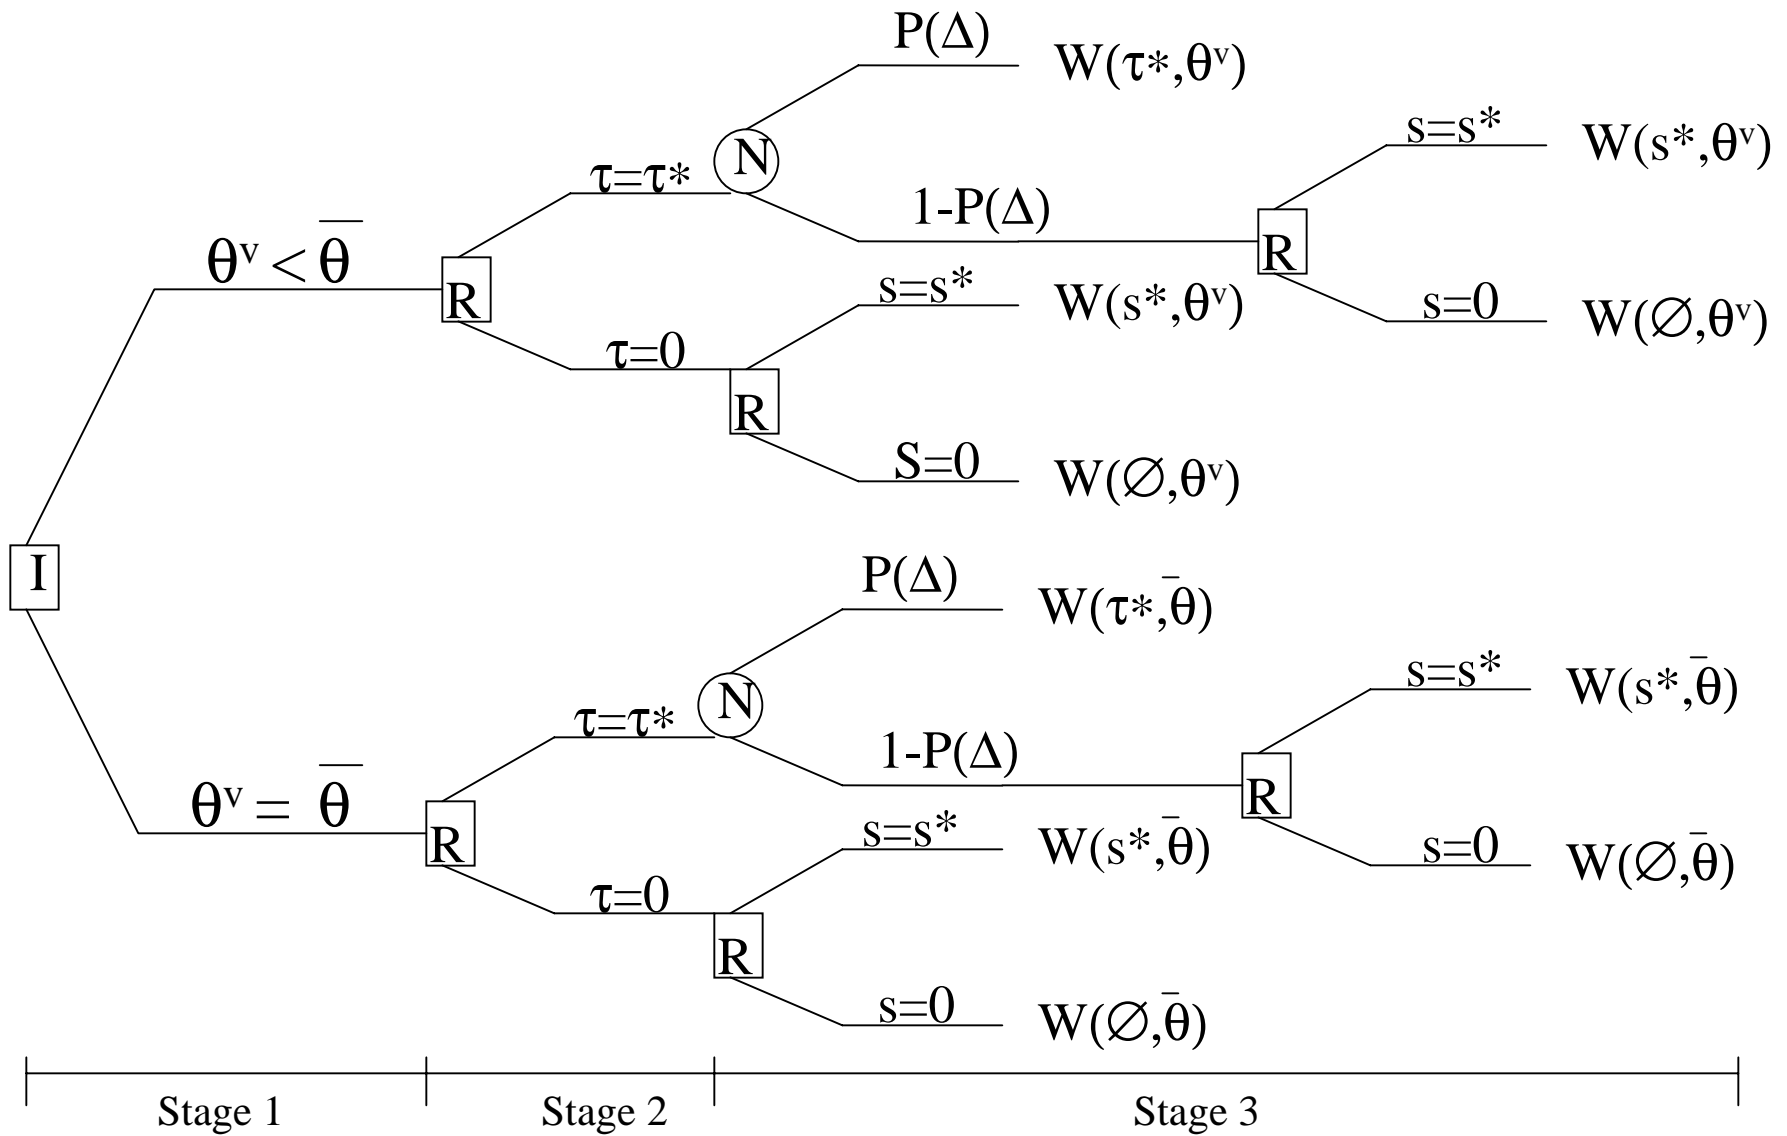 P(Δ)
W(τ*,θᵛ)
s=s*
W(s*,θᵛ)
N
τ=τ*
1-P(Δ)
R
θᵛ < θ̅
R
s=s*
W(s*,θᵛ)
s=0
W(∅,θᵛ)
τ=0
R
S=0
W(∅,θᵛ)
I
P(Δ)
W(τ*,θ̅)
s=s*
W(s*,θ̅)
N
τ=τ*
1-P(Δ)
R
θᵛ = θ̅
R
s=s*
W(s*,θ̅)
s=0
W(∅,θ̅)
τ=0
R
s=0
W(∅,θ̅)
Stage 1 Stage 2 Stage 3